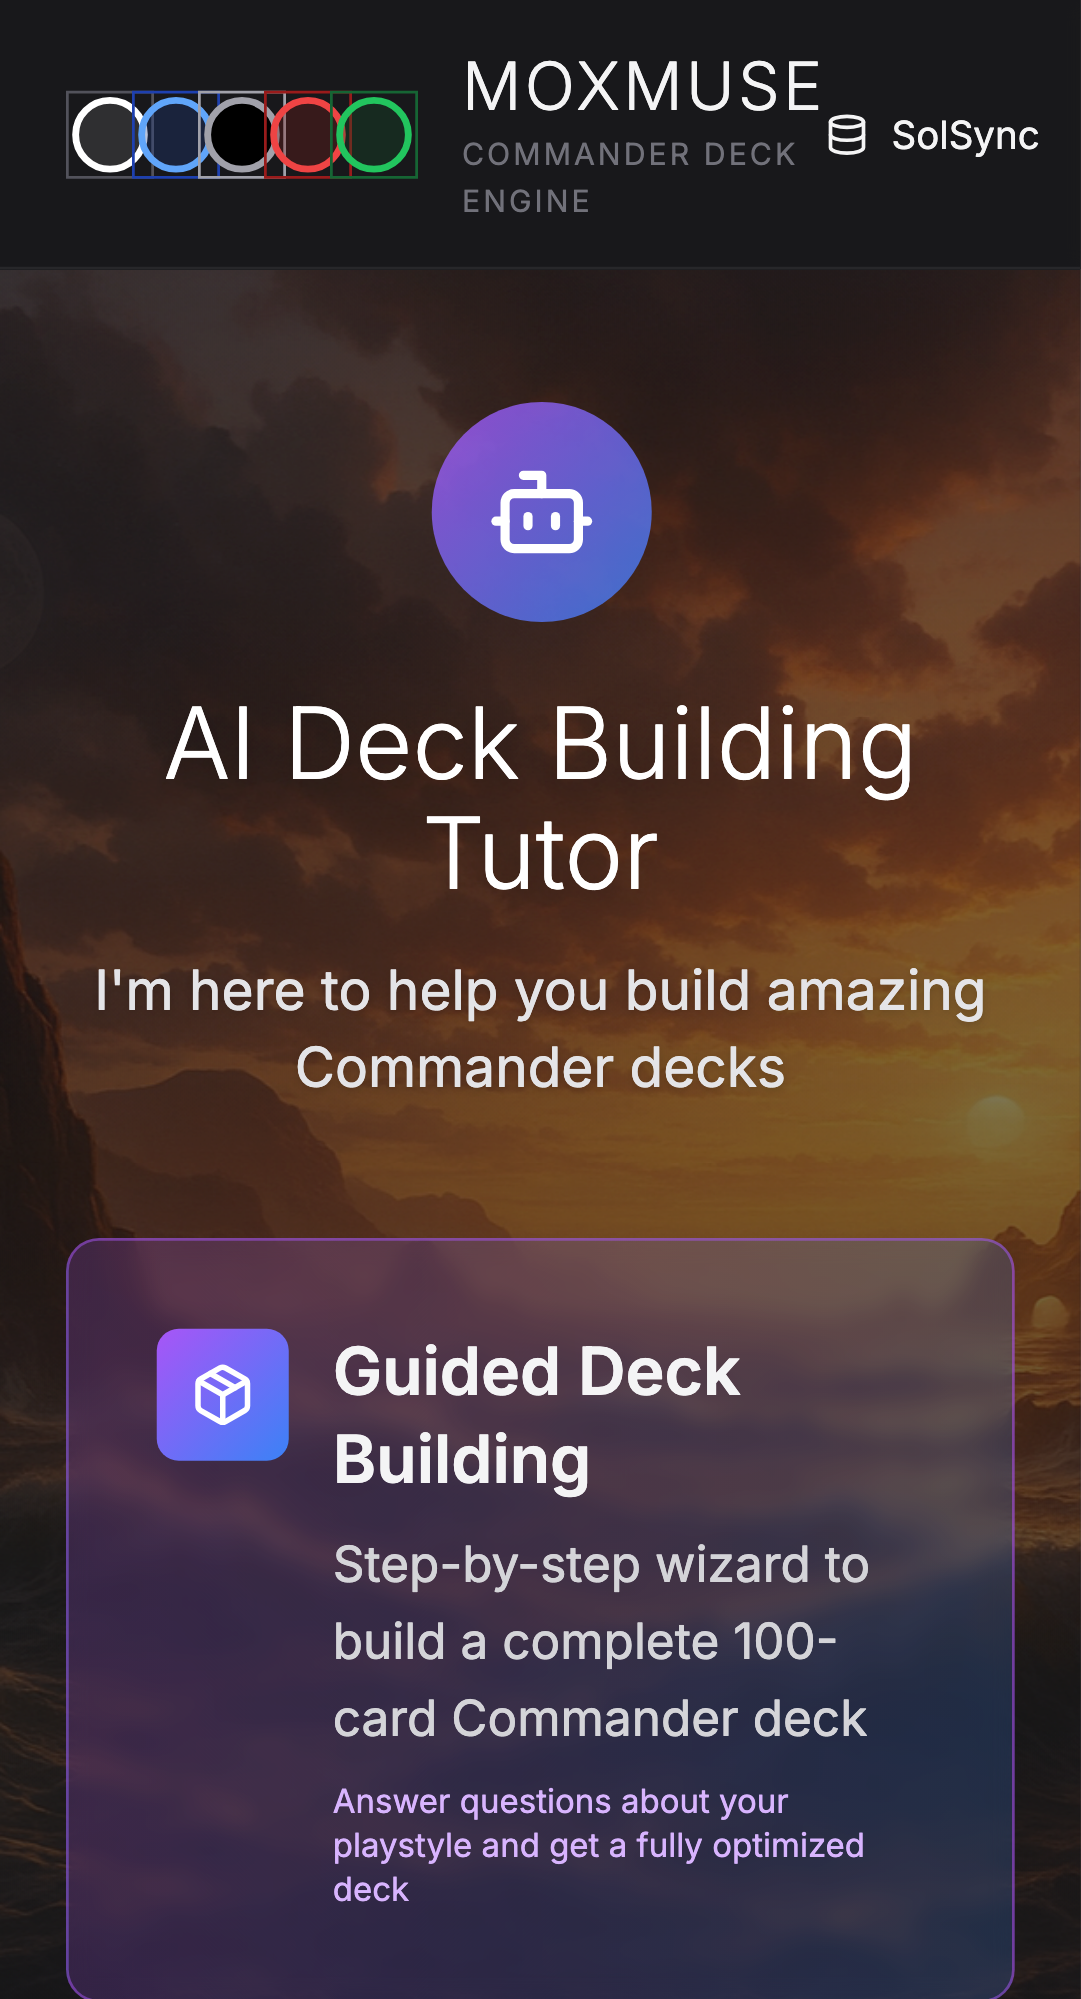 MOXMUSE
COMMANDER DECK
ENGINE
SolSync
AI Deck Building
Tutor
I'm here to help you build amazing
Commander decks
Guided Deck
Building
Step-by-step wizard to
build a complete 100-
card Commander deck
Answer questions about your
playstyle and get a fully optimized
deck